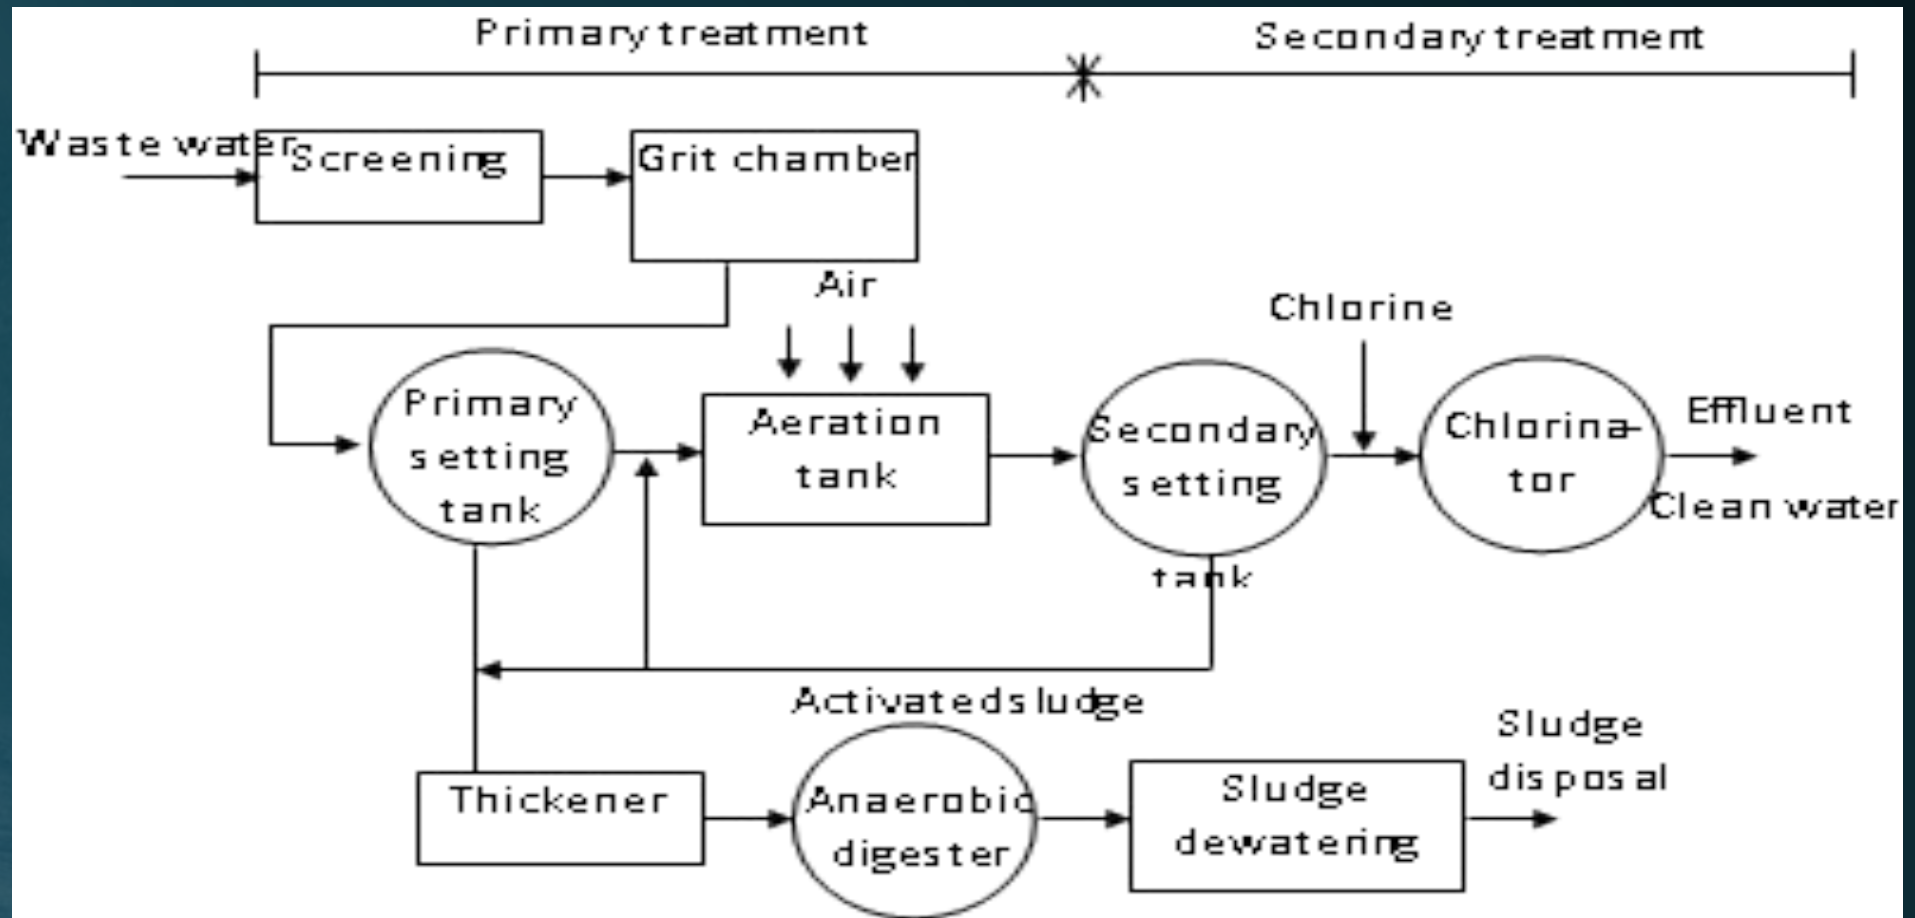 Primary treatment
Secondary treatment
Waste water
Screening
Grit chamber
Air
Chlorine
Primary
setting
tank
Aeration
tank
Secondary
setting
tank
Chlorina-
tor
Effluent
Clean water
Activated sludge
Thickener
Anaerobic
digester
Sludge
dewatering
Sludge
disposal